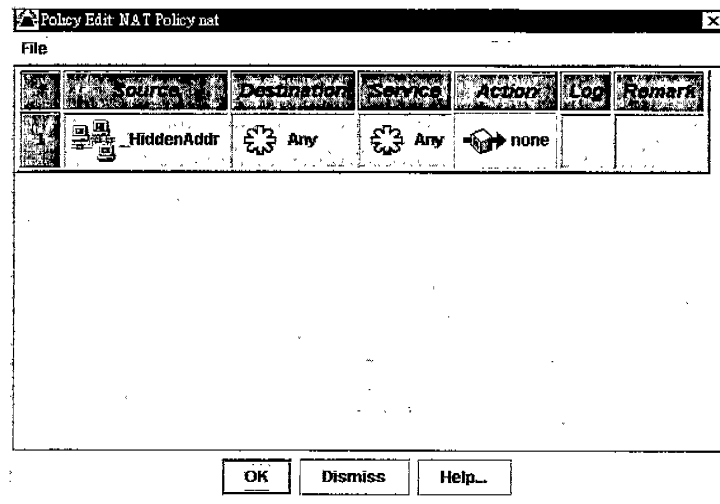 Policy Edit: NAT Policy nat
File
# Source Destination Service Action Log Remark
1 _HiddenAddr Any Any none
OK Dismiss Help...